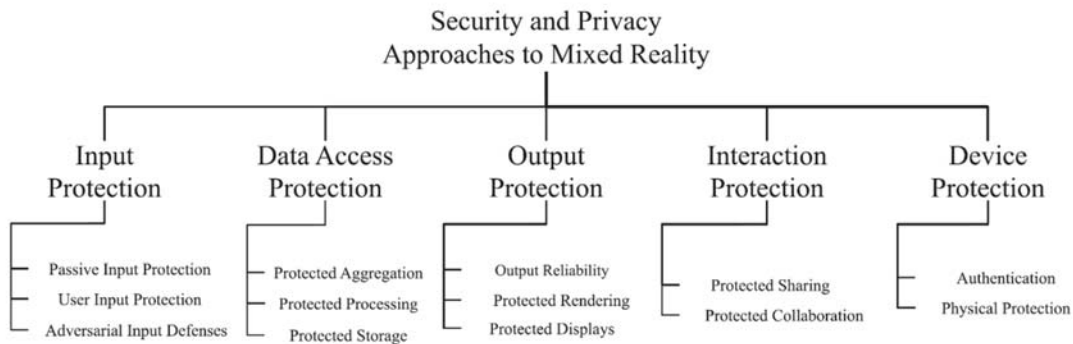 Security and Privacy
Approaches to Mixed Reality
Input
Protection
Passive Input Protection
User Input Protection
Adversarial Input Defenses
Data Access
Protection
Protected Aggregation
Protected Processing
Protected Storage
Output
Protection
Output Reliability
Protected Rendering
Protected Displays
Interaction
Protection
Protected Sharing
Protected Collaboration
Device
Protection
Authentication
Physical Protection